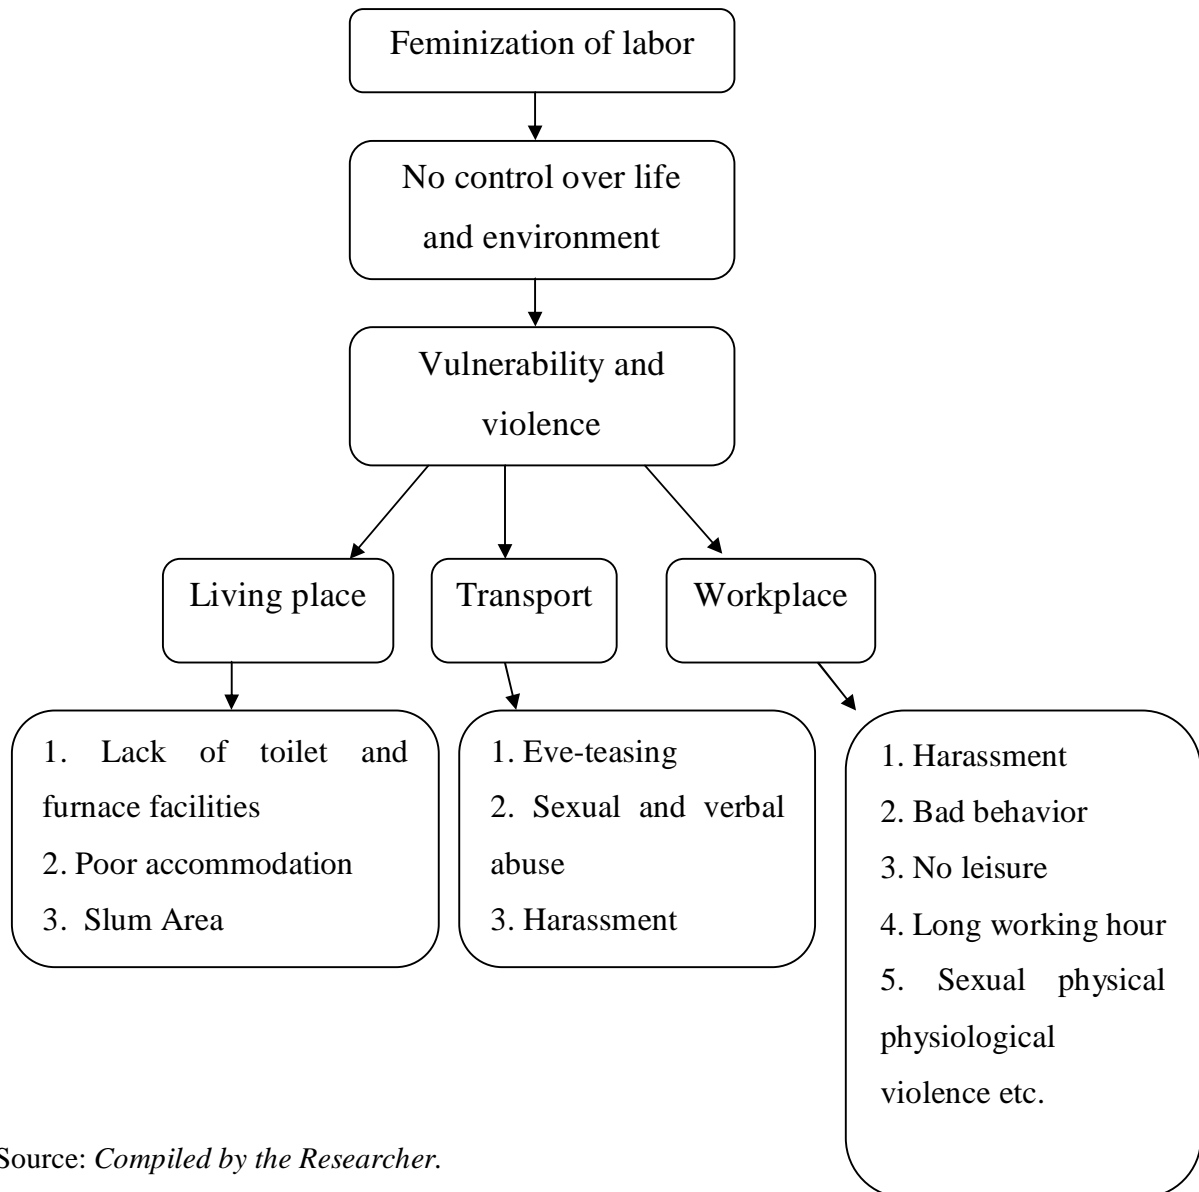 Feminization of labor
No control over life
and environment
Vulnerability and
violence
Living place
Transport
Workplace
1. Lack of toilet and
furnace facilities
2. Poor accommodation
3. Slum Area
1. Eve-teasing
2. Sexual and verbal
abuse
3. Harassment
1. Harassment
2. Bad behavior
3. No leisure
4. Long working hour
5. Sexual physical
physiological
violence etc.
Source: Compiled by the Researcher.